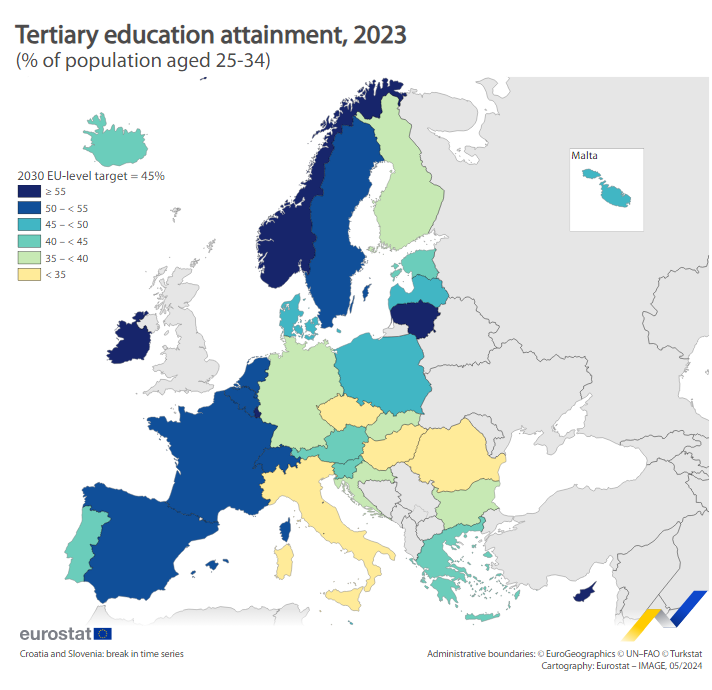 Tertiary education attainment, 2023
(% of population aged 25-34)
Malta
2030 EU-level target = 45%
≥ 55
50 – < 55
45 – < 50
40 – < 45
35 – < 40
< 35
eurostat
Croatia and Slovenia: break in time series
Administrative boundaries: © EuroGeographics © UN–FAO © Turkstat
Cartography: Eurostat – IMAGE, 05/2024